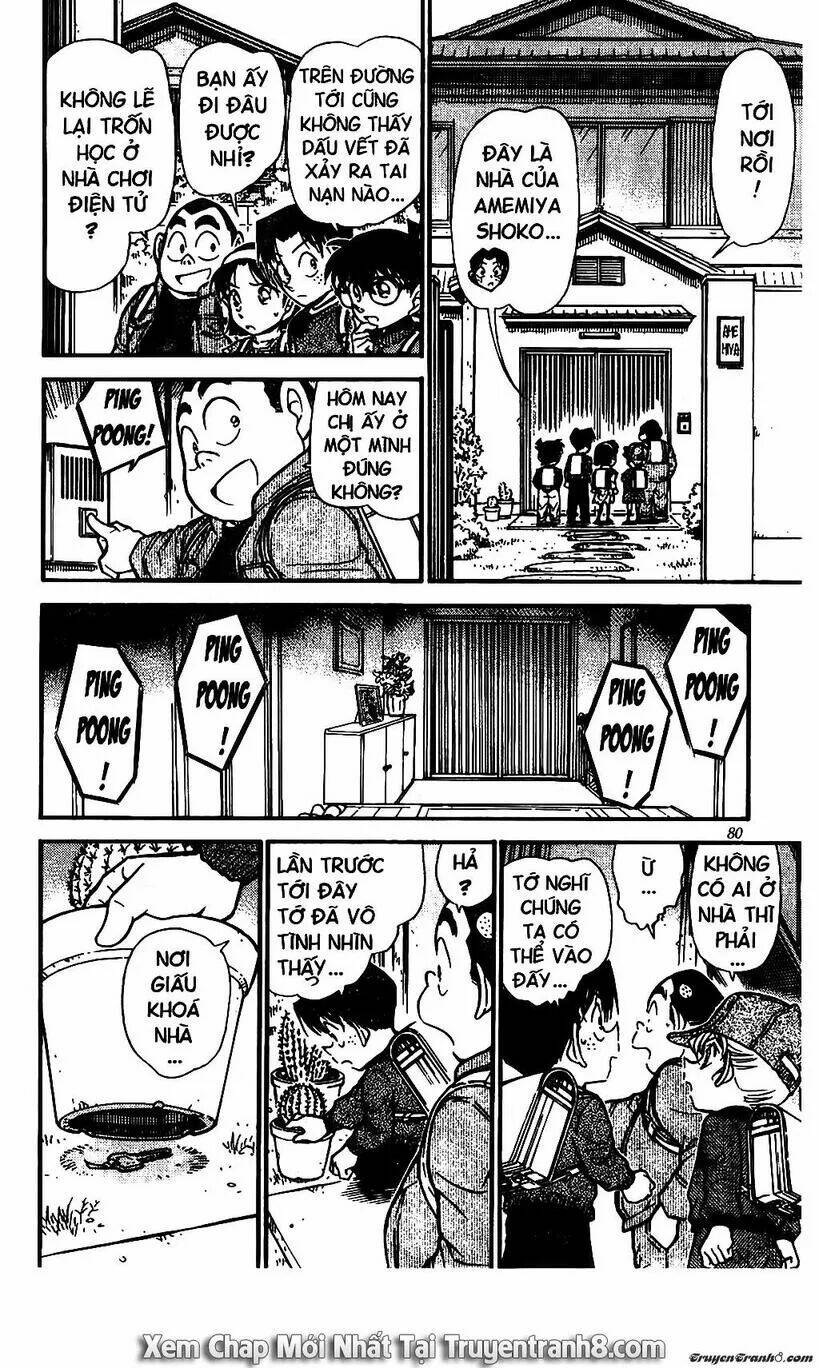 TỚI
NƠI
RỒI
!
ĐÂY LÀ
NHÀ CỦA
AMEMIYA
SHOKO...
AME
MIYA
TRÊN ĐƯỜNG
TỚI CŨNG
KHÔNG THẤY
DẤU VẾT ĐÃ
XẢY RA TAI
NẠN NÀO...
BẠN ẤY
ĐI ĐÂU
ĐƯỢC
NHỈ?
KHÔNG LẼ
LẠI TRỐN
HỌC Ở
NHÀ CHƠI
ĐIỆN TỬ
?
HÔM NAY
CHỊ ẤY Ở
MỘT MÌNH
ĐÚNG
KHÔNG?
PING
POONG!
PING
POONG
!
PING
POONG
!
PING
POONG
!
PING
POONG
!
80
KHÔNG
CÓ AI Ở
NHÀ THÌ
PHẢI
...
Ừ
...
TỚ NGHĨ
CHÚNG
TA CÓ
THỂ VÀO
ĐẤY...
HẢ
?
LẦN TRƯỚC
TỚI ĐÂY
TỚ ĐÃ VÔ
TÌNH NHÌN
THẤY...
NƠI
GIẤU
KHOÁ
NHÀ
...
Xem Chap Mới Nhất Tại Truyentranh8.com
TruyenTranh8.com